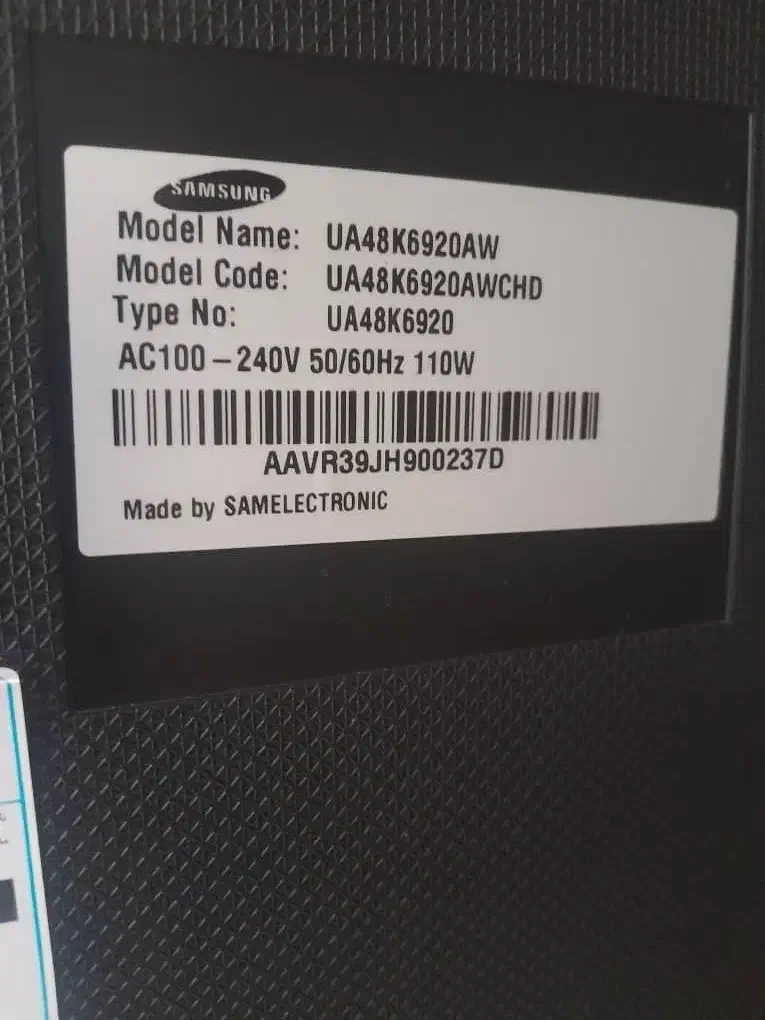 SAMSUNG
Model Name: UA48K6920AW
Model Code: UA48K6920AWCHD
Type No: UA48K6920
AC100-240V 50/60Hz 110W
AAVR39JH900237D
Made by SAMELECTRONIC